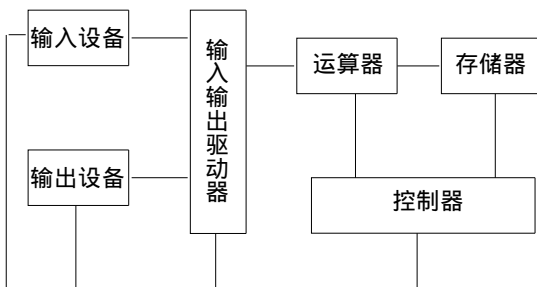 输入设备
输入输出驱动器
运算器
存储器
输出设备
控制器